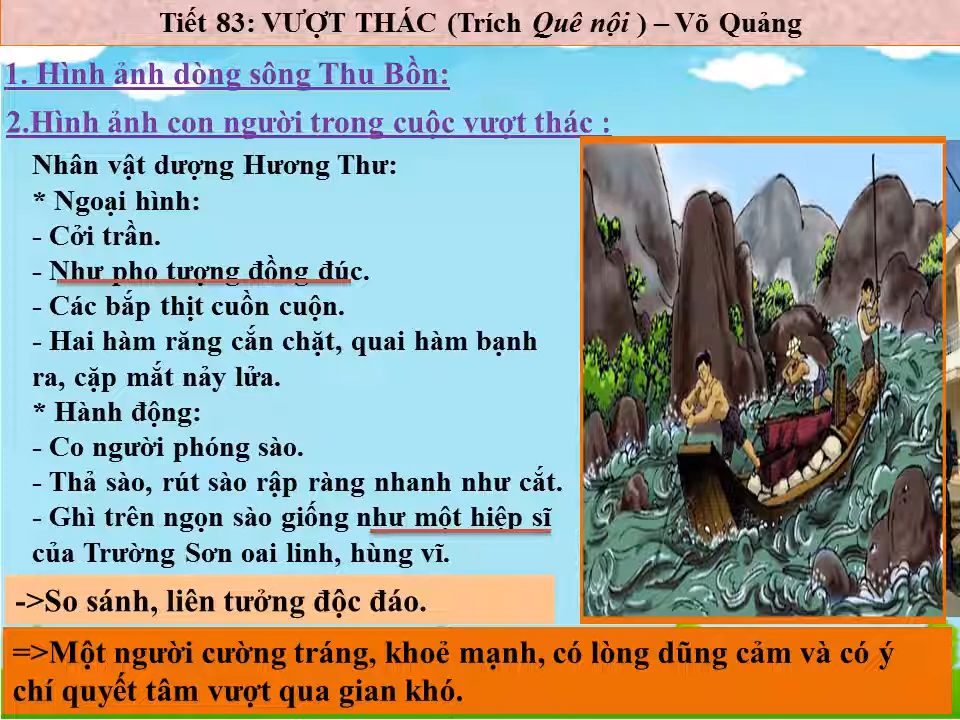 Tiết 83: VƯỢT THÁC (Trích Quê nội ) – Võ Quảng
1. Hình ảnh dòng sông Thu Bồn:
2.Hình ảnh con người trong cuộc vượt thác :
Nhân vật dượng Hương Thư:
* Ngoại hình:
- Cởi trần.
- Như pho tượng đồng đúc.
- Các bắp thịt cuồn cuộn.
- Hai hàm răng cắn chặt, quai hàm bạnh
ra, cặp mắt nảy lửa.
* Hành động:
- Co người phóng sào.
- Thả sào, rút sào rập ràng nhanh như cắt.
- Ghì trên ngọn sào giống như một hiệp sĩ
của Trường Sơn oai linh, hùng vĩ.
->So sánh, liên tưởng độc đáo.
=>Một người cường tráng, khoẻ mạnh, có lòng dũng cảm và có ý
chí quyết tâm vượt qua gian khó.